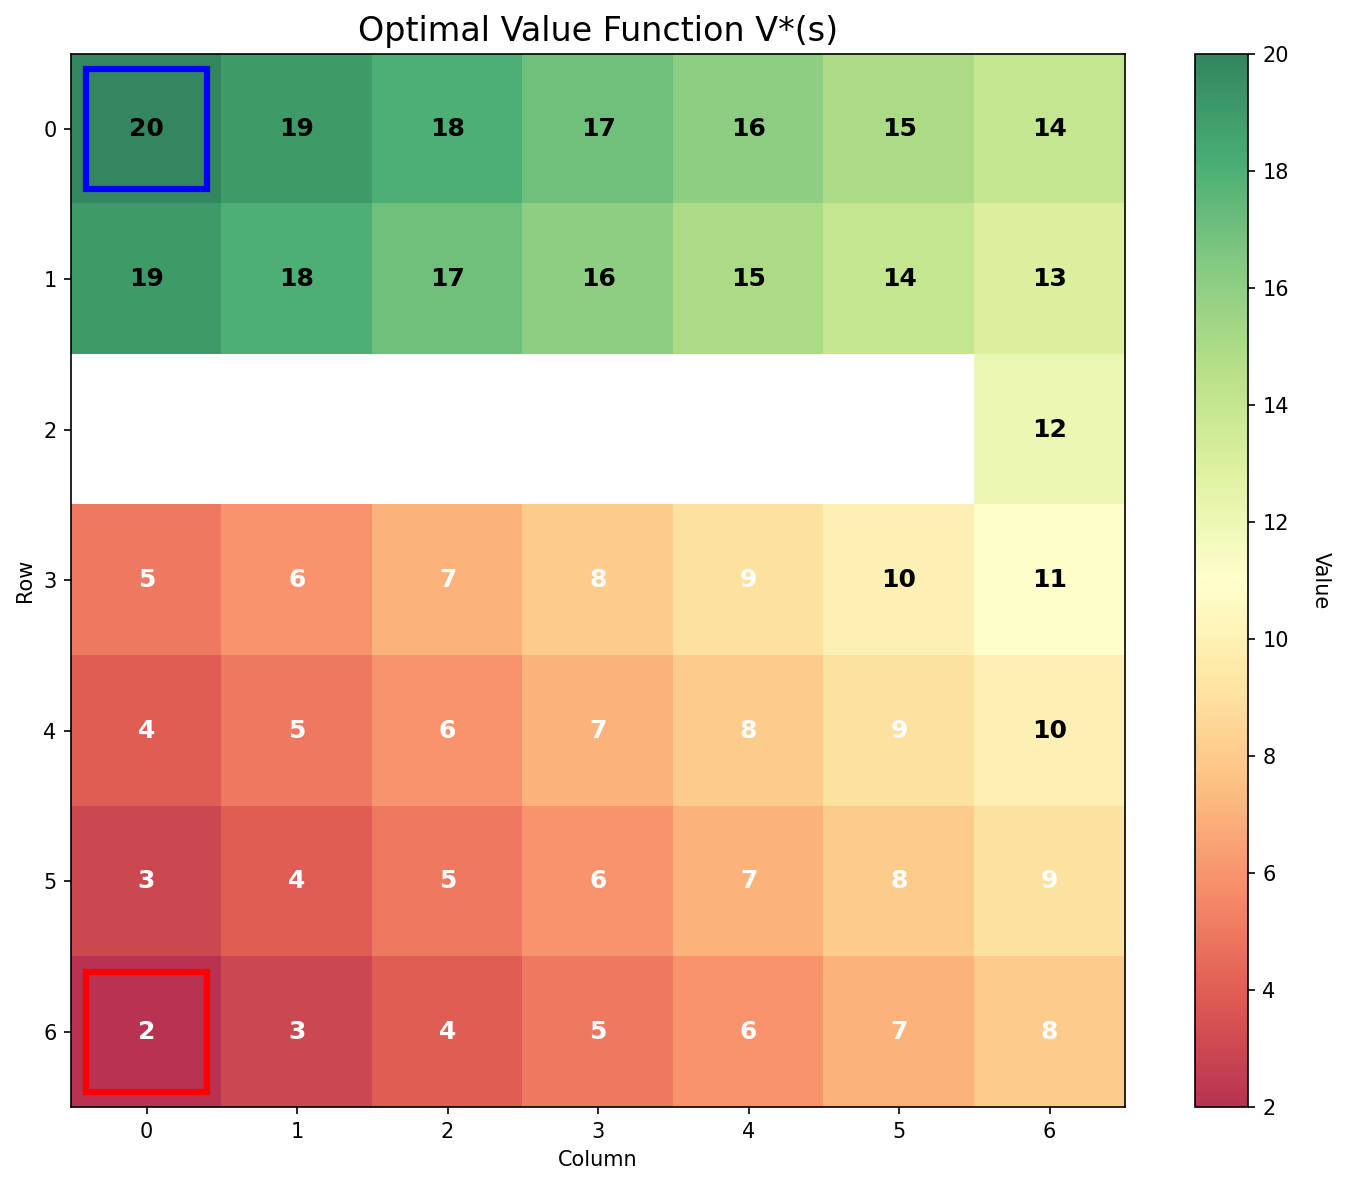 Optimal Value Function V*(s)
0 20 19 18 17 16 15 14
1 19 18 17 16 15 14 13
2 12
3 5 6 7 8 9 10 11
4 4 5 6 7 8 9 10
5 3 4 5 6 7 8 9
6 2 3 4 5 6 7 8
0 1 2 3 4 5 6
Column
Row
20
18
16
14
12
10
8
6
4
2
Value